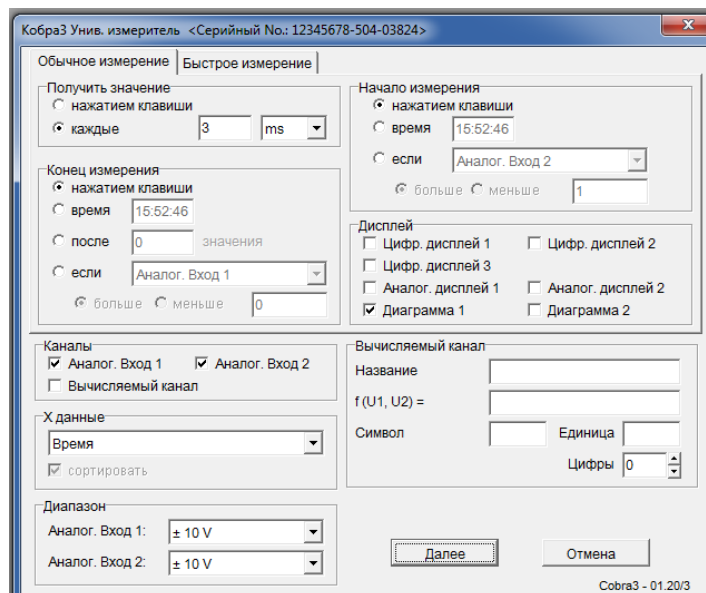 Кобра3 Унив. измеритель <Серийный No.: 12345678-504-03824>
Обычное измерение
Быстрое измерение
Получить значение
нажатием клавиши
каждые 3 ms
Конец измерения
нажатием клавиши
время 15:52:46
после 0 значения
если Аналог. Вход 1
больше меньше 0
Начало измерения
нажатием клавиши
время 15:52:46
если Аналог. Вход 2
больше меньше 1
Дисплей
Цифр. дисплей 1 Цифр. дисплей 2
Цифр. дисплей 3
Аналог. дисплей 1 Аналог. дисплей 2
Диаграмма 1 Диаграмма 2
Каналы
Аналог. Вход 1 Аналог. Вход 2
Вычисляемый канал
X данные
Время
сортировать
Диапазон
Аналог. Вход 1: ± 10 V
Аналог. Вход 2: ± 10 V
Вычисляемый канал
Название
f (U1, U2) =
Символ Единица
Цифры 0
Далее Отмена
Cobra3 - 01.20/3